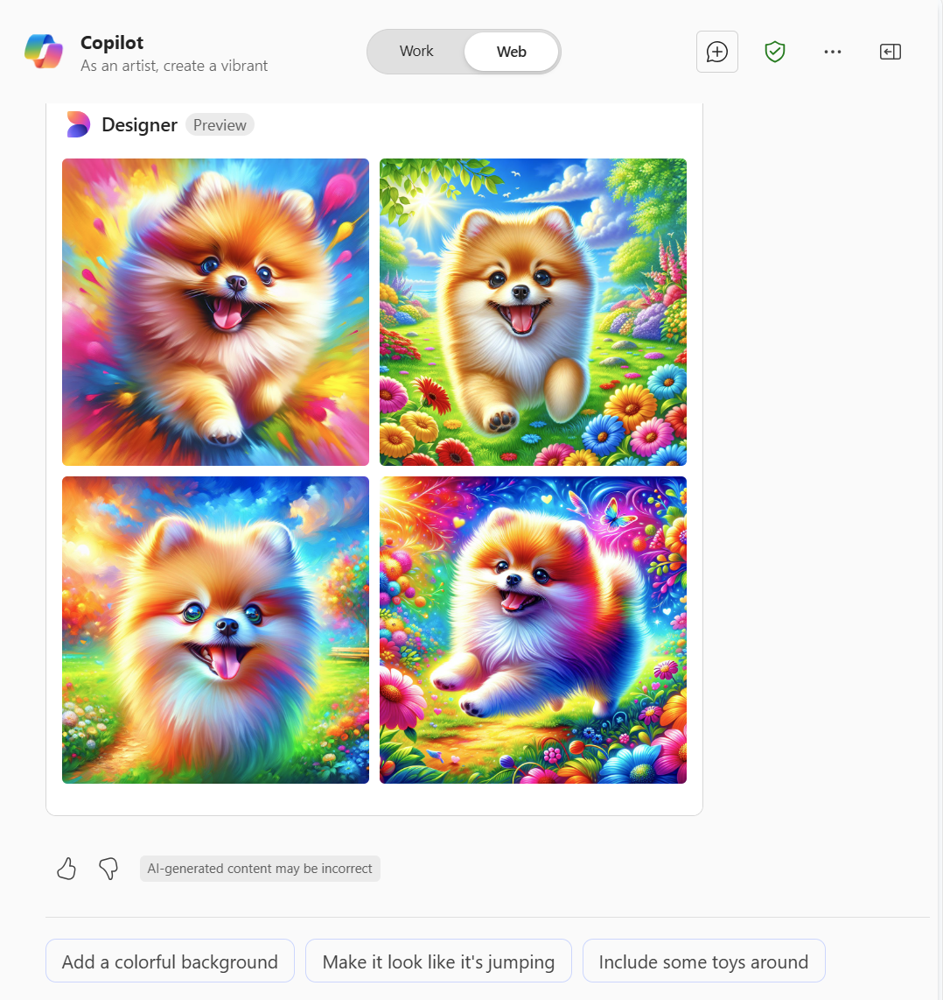 Copilot
As an artist, create a vibrant
Work
Web
Designer
Preview
AI-generated content may be incorrect
Add a colorful background
Make it look like it's jumping
Include some toys around